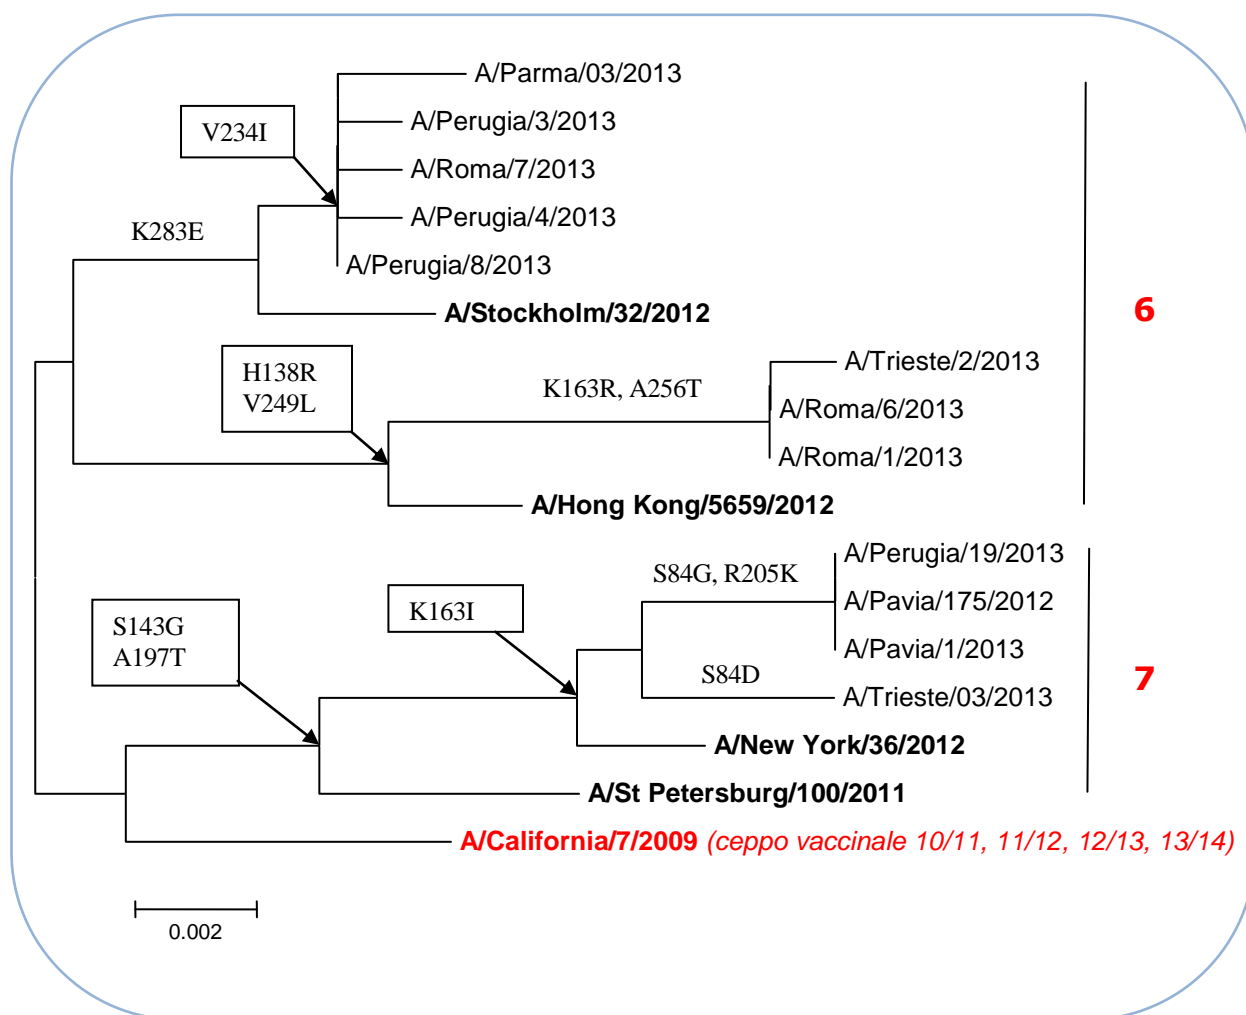 A/Parma/03/2013
V234I
A/Perugia/3/2013
A/Roma/7/2013
K283E
A/Perugia/4/2013
A/Perugia/8/2013
A/Stockholm/32/2012
6
H138R
V249L
K163R, A256T
A/Trieste/2/2013
A/Roma/6/2013
A/Roma/1/2013
A/Hong Kong/5659/2012
A/Perugia/19/2013
S84G, R205K
A/Pavia/175/2012
K163I
S143G
A197T
A/Pavia/1/2013
S84D
7
A/Trieste/03/2013
A/New York/36/2012
A/St Petersburg/100/2011
A/California/7/2009 (ceppo vaccinale 10/11, 11/12, 12/13, 13/14)
0.002